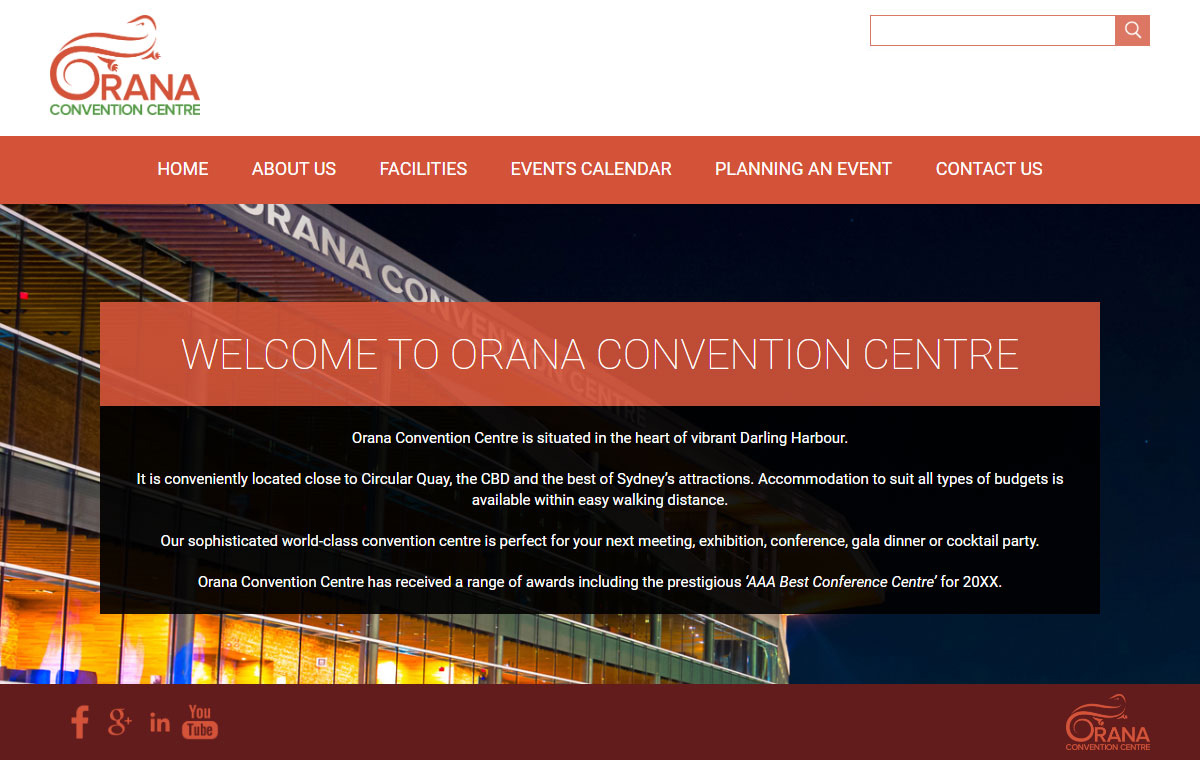 ORANA
CONVENTION CENTRE
HOME ABOUT US FACILITIES EVENTS CALENDAR PLANNING AN EVENT CONTACT US
ORANA CONVENTION CENTRE
WELCOME TO ORANA CONVENTION CENTRE
Orana Convention Centre is situated in the heart of vibrant Darling Harbour.
It is conveniently located close to Circular Quay, the CBD and the best of Sydney’s attractions. Accommodation to suit all types of budgets is
available within easy walking distance.
Our sophisticated world-class convention centre is perfect for your next meeting, exhibition, conference, gala dinner or cocktail party.
Orana Convention Centre has received a range of awards including the prestigious ‘AAA Best Conference Centre’ for 20XX.
f g+ in You
Tube
ORANA
CONVENTION CENTRE